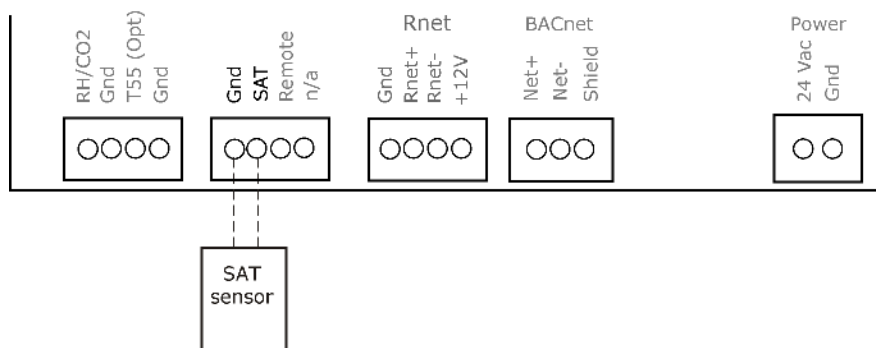 Rnet
BACnet
Power
RH/CO2
Gnd
T55 (Opt)
Gnd
Gnd
SAT
Remote
n/a
Gnd
Rnet+
Rnet-
+12V
Net+
Net-
Shield
24 Vac
Gnd
SAT
sensor